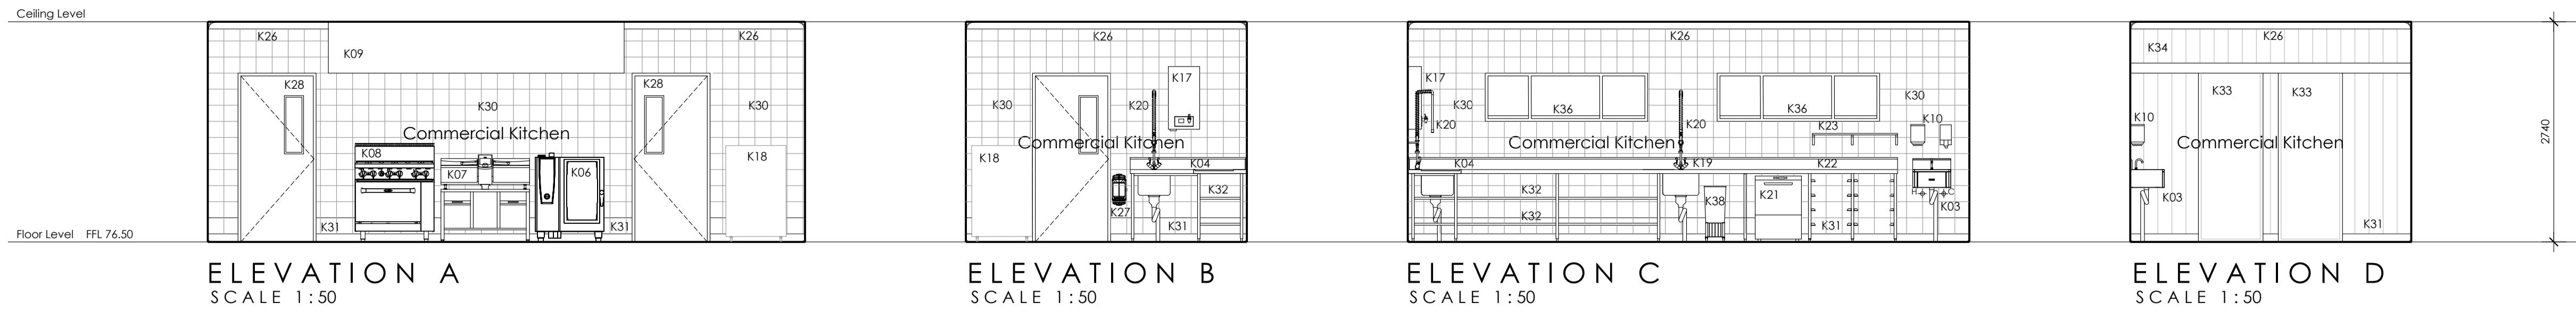 Ceiling Level
K26
K09
K26
K28
K28
K30
K30
Commercial Kitchen
K08
K07
K06
K18
K31
K31
Floor Level FFL 76.50
ELEVATION A
SCALE 1:50
K26
K17
K30
K20
Commercial Kitchen
K18
K04
K32
K27
K31
ELEVATION B
SCALE 1:50
K26
K17
K30
K20
K36
K36
K30
K20
K23
K10
Commercial Kitchen
K04
K19
K22
K32
K38
K21
H
C
K03
K32
K31
ELEVATION C
SCALE 1:50
K26
K34
K33
K33
K10
Commercial Kitchen
K03
K31
ELEVATION D
SCALE 1:50
2740